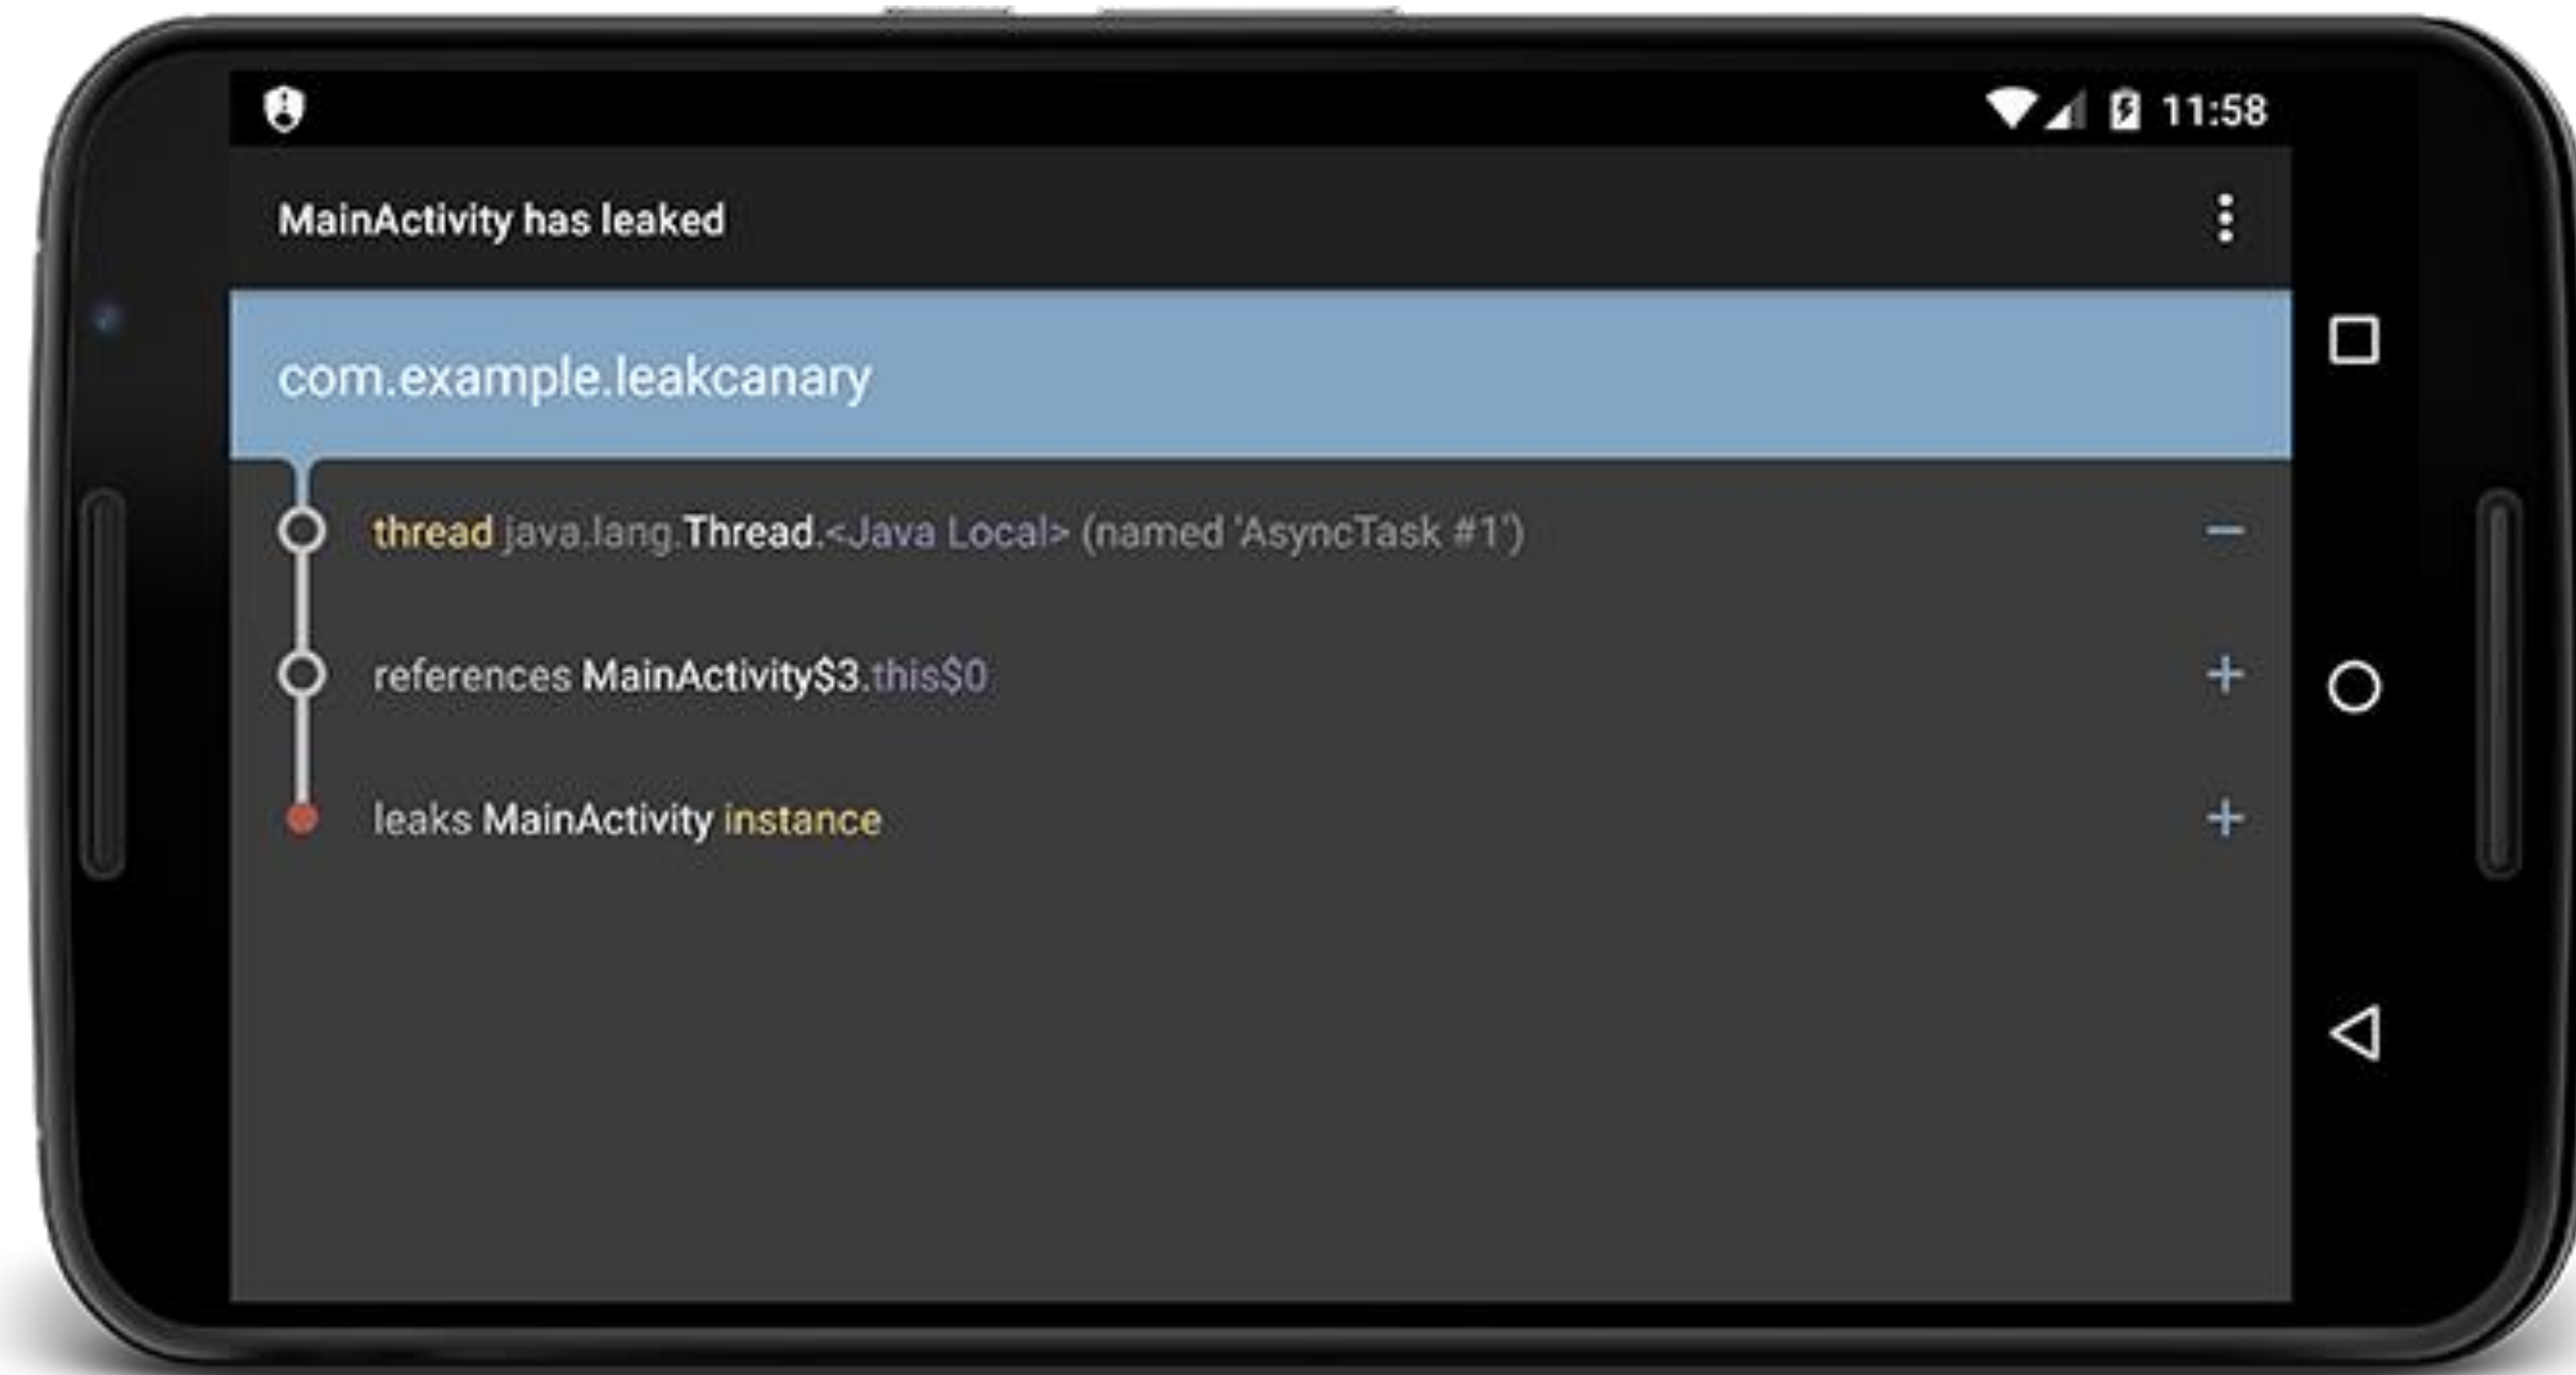 11:58
MainActivity has leaked
com.example.leakcanary
thread java.lang.Thread.<Java Local> (named 'AsyncTask #1')
references MainActivity$3.this$0
leaks MainActivity instance